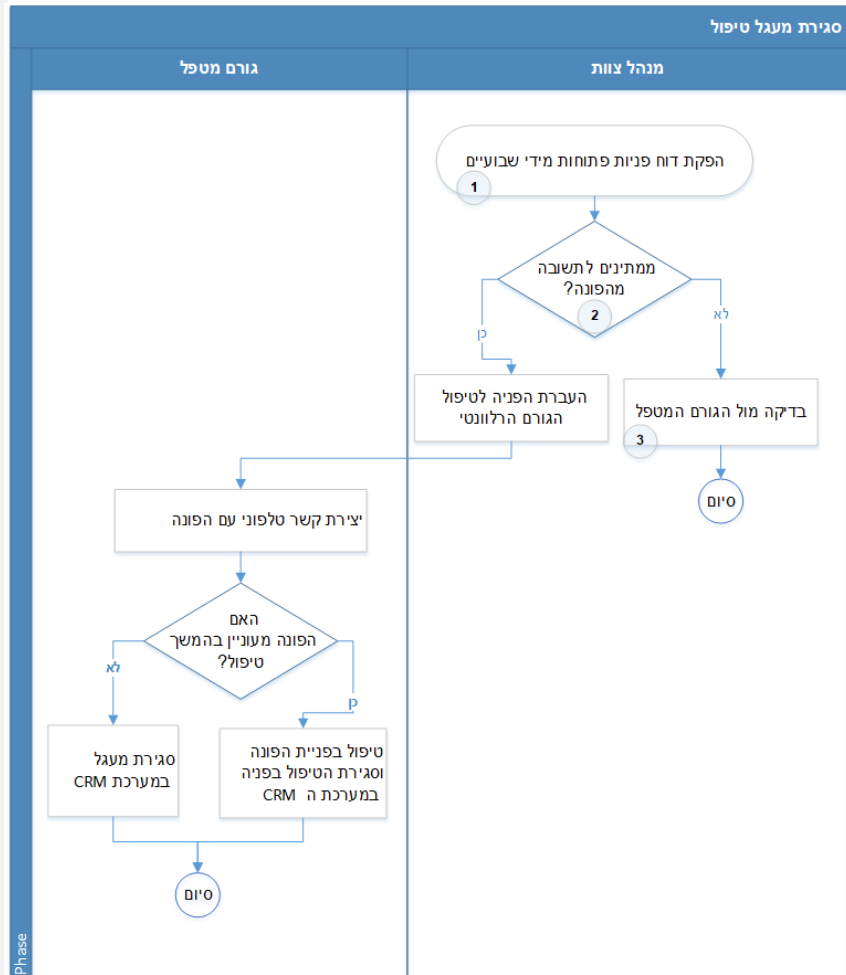 סגירת מעגל טיפול
מנהל צוות
גורם מטפל
הפקת דוח פניות פתוחות מידי שבועיים
1
ממתינים לתשובה
מהפונה?
2
לא
כן
העברת הפניה לטיפול
הגורם הרלוונטי
בדיקה מול הגורם המטפל
3
סיום
יצירת קשר טלפוני עם הפונה
האם
הפונה מעוניין בהמשך
טיפול?
לא
כן
טיפול בפניית הפונה
וסגירת הטיפול בפניה
במערכת ה CRM
סגירת מעגל
במערכת CRM
סיום
Phase